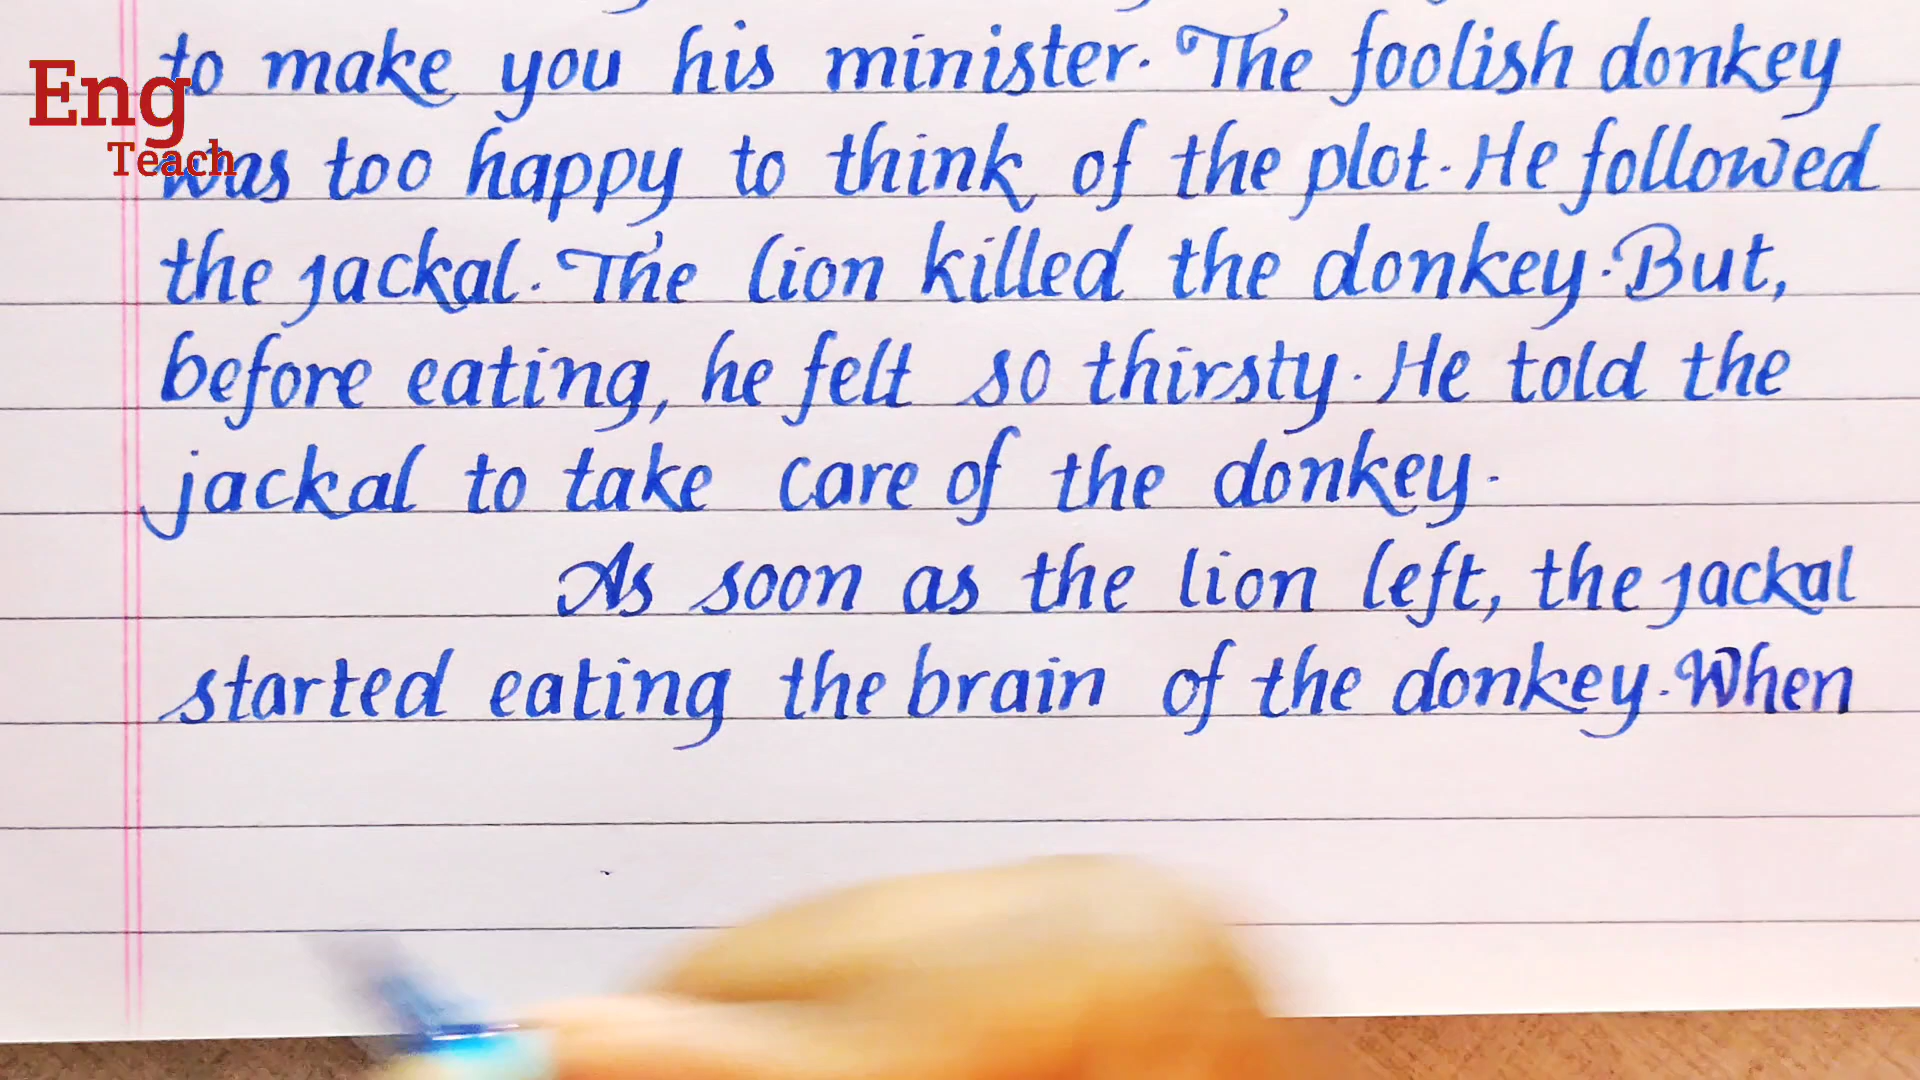 Eng
Teach
to make you his minister. The foolish donkey
was too happy to think of the plot. He followed
the jackal. The lion killed the donkey. But,
before eating, he felt so thirsty. He told the
jackal to take care of the donkey.
As soon as the lion left, the jackal
started eating the brain of the donkey. When